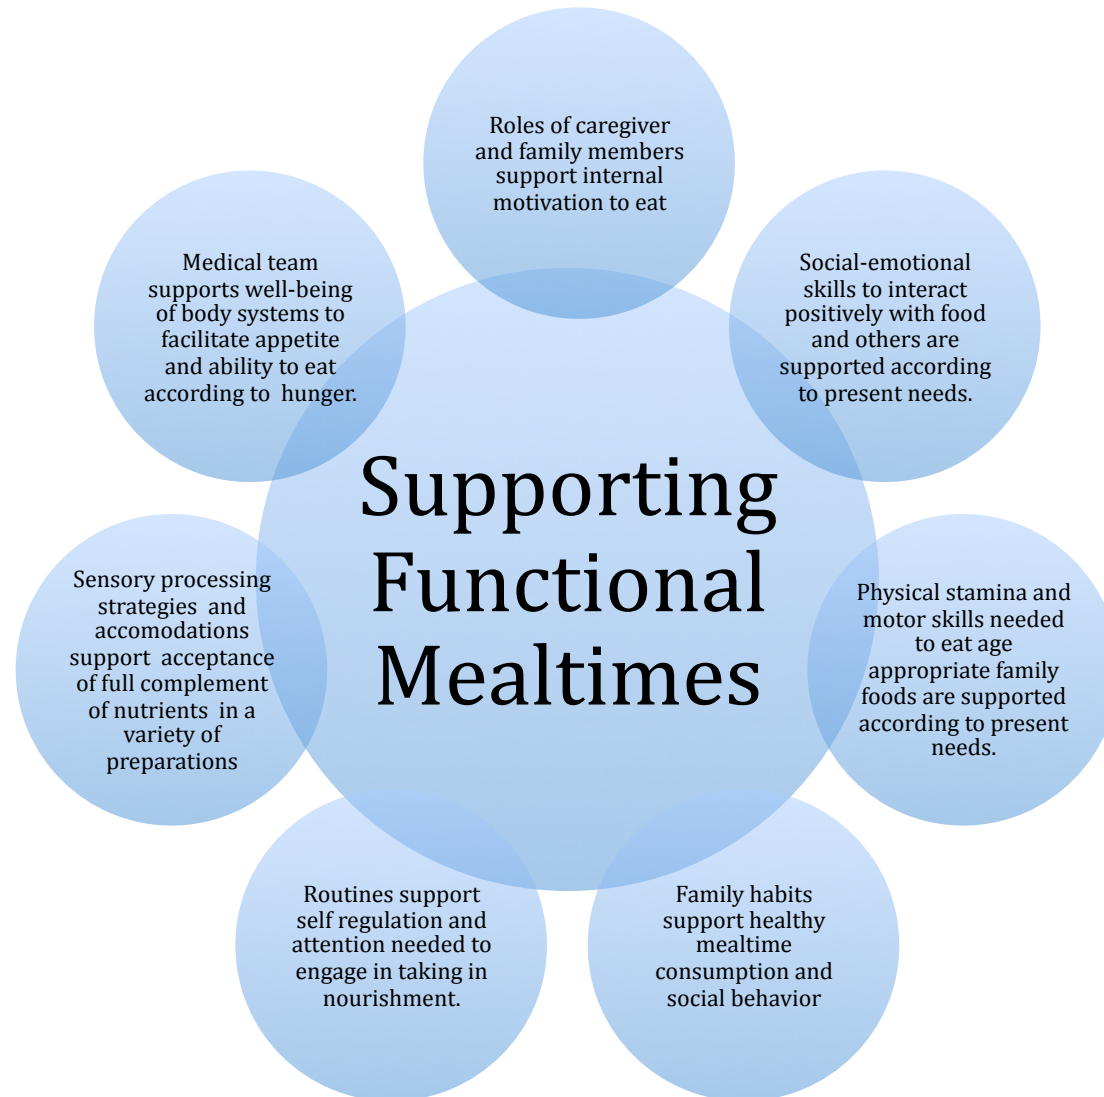 Roles of caregiver
and family members
support internal
motivation to eat
Social-emotional
skills to interact
positively with food
and others are
supported according
to present needs.
Physical stamina and
motor skills needed
to eat age
appropriate family
foods are supported
according to present
needs.
Family habits
support healthy
mealtime
consumption and
social behavior
Routines support
self regulation and
attention needed to
engage in taking in
nourishment.
Sensory processing
strategies and
accomodations
support acceptance
of full complement
of nutrients in a
variety of
preparations
Medical team
supports well-being
of body systems to
facilitate appetite
and ability to eat
according to hunger.
Supporting
Functional
Mealtimes